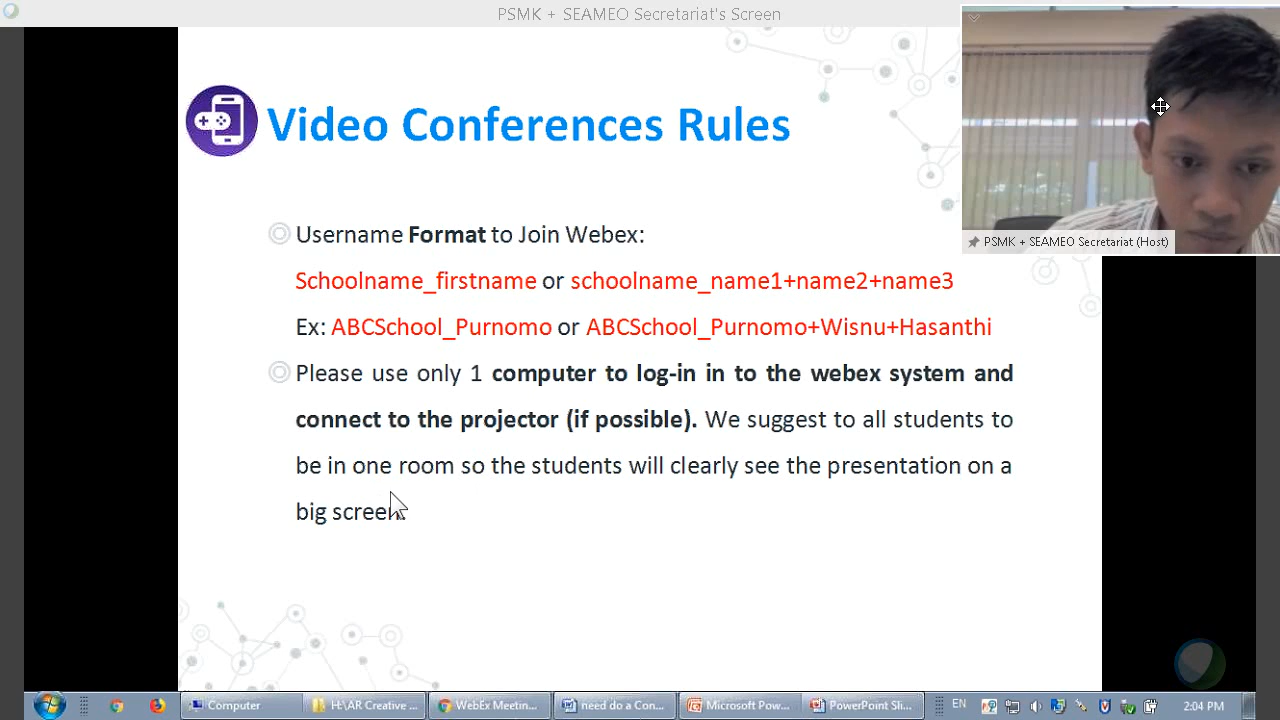 PSMK + SEAMEO Secretariat's Screen
Video Conferences Rules
PSMK + SEAMEO Secretariat (Host)
Username Format to Join Webex:
Schoolname_firstname or schoolname_name1+name2+name3
Ex: ABCSchool_Purnomo or ABCSchool_Purnomo+Wisnu+Hasanthi
Please use only 1 computer to log-in in to the webex system and
connect to the projector (if possible). We suggest to all students to
be in one room so the students will clearly see the presentation on a
big screen.
Computer
H:\AR Creative ...
WebEx Meetin...
need do a Con...
Microsoft Pow...
PowerPoint Sli...
EN
2:04 PM